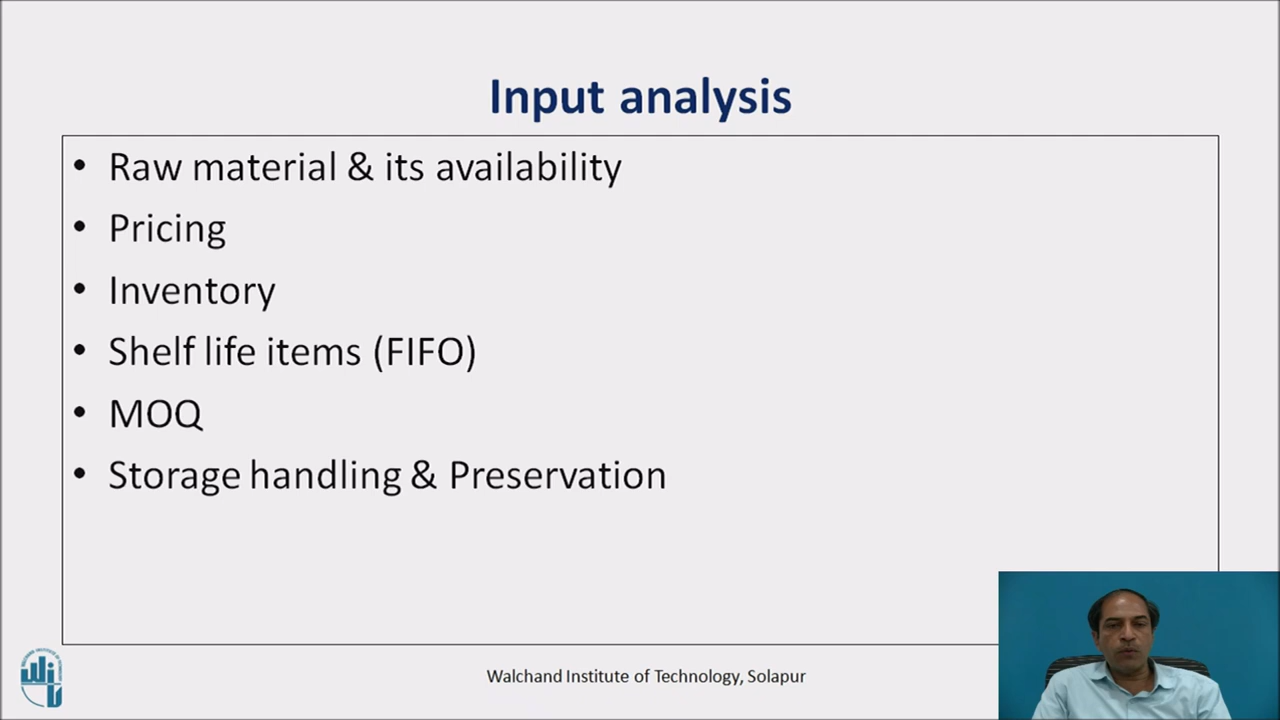 Input analysis
• Raw material & its availability
• Pricing
• Inventory
• Shelf life items (FIFO)
• MOQ
• Storage handling & Preservation
Walchand Institute of Technology, Solapur